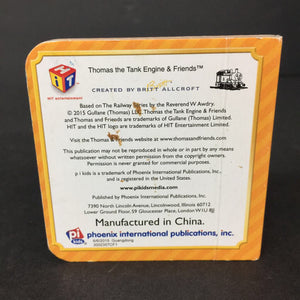 HiT
HIT entertainment
Thomas the Tank Engine & Friends™
CREATED BY BRITT ALLCROFT
Based on The Railway Series by the Reverend W Awdry.
© 2015 Gullane (Thomas) Ltd. Thomas the Tank Engine & Friends
and Thomas and Friends are trademarks of Gullane (Thomas) Limited.
HIT and the HIT logo are trademarks of HIT Entertainment Limited.
Visit the Thomas & Friends website at www.thomasandfriends.com
This publication may not be reproduced in whole or in part by any means
whatsoever without written permission from the copyright owners.
Permission is never granted for commercial purposes.
p i kids is a trademark of Phoenix International Publications, Inc.,
and is registered in the United States.
www.pikidsmedia.com
Published by Phoenix International Publications, Inc.
7390 North Lincoln Avenue, Lincolnwood, Illinois 60712
Lower Ground Floor, 59 Gloucester Place, London W1U 8JJ
Manufactured in China.
pi kids
phoenix international publications, inc.